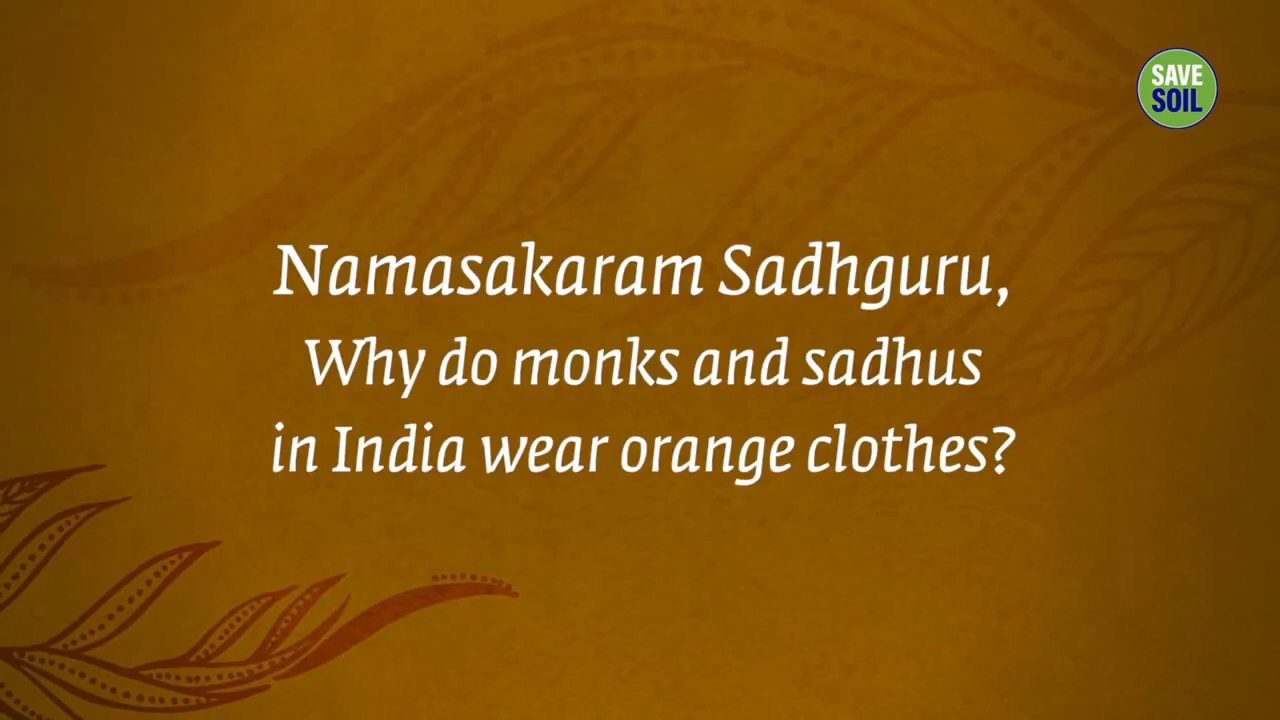 SAVE
SOIL
Namasakaram Sadhguru,
Why do monks and sadhus
in India wear orange clothes?